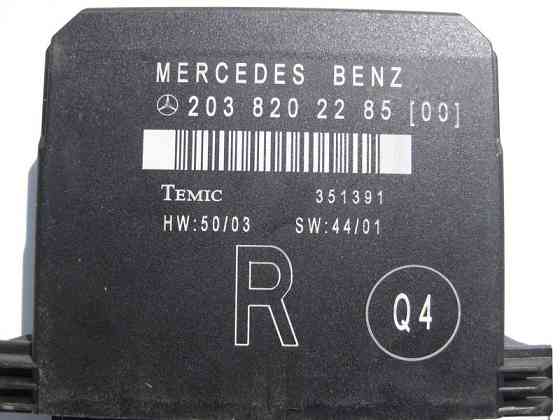 MERCEDES BENZ
203 820 22 85 [00]
TEMIC 351391
HW:50/03 SW:44/01
R
Q4